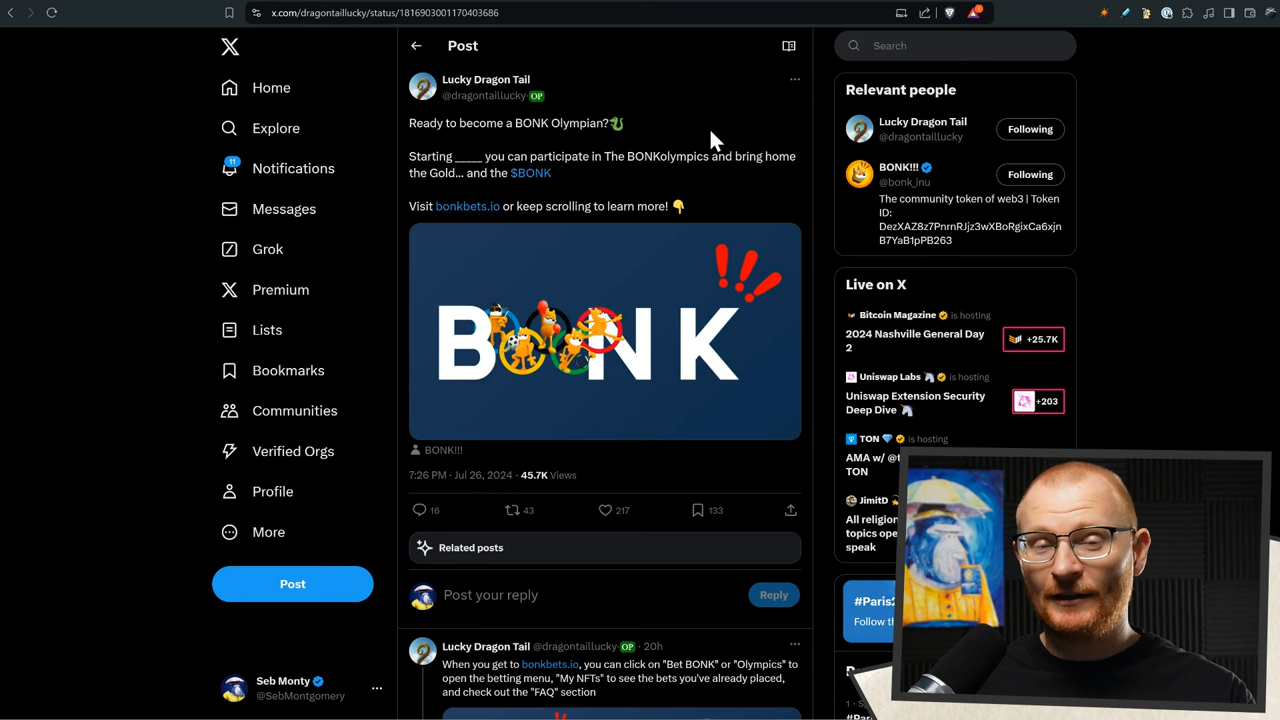 x.com/dragontaillucky/status/1816903001170403686
Home
Explore
11
Notifications
Messages
Grok
Premium
Lists
Bookmarks
Communities
Verified Orgs
Profile
More
Post
Seb Monty
@SebMontgomery
Post
Lucky Dragon Tail
@dragontaillucky OP
Ready to become a BONK Olympian?
Starting _____ you can participate in The BONKolympics and bring home
the Gold... and the $BONK
Visit bonkbets.io or keep scrolling to learn more!
BONK
BONK!!!
7:26 PM · Jul 26, 2024 · 45.7K Views
16
43
217
133
Related posts
Post your reply
Reply
Lucky Dragon Tail @dragontaillucky OP · 20h
When you get to bonkbets.io, you can click on "Bet BONK" or "Olympics" to
open the betting menu, "My NFTs" to see the bets you've already placed,
and check out the "FAQ" section
Search
Relevant people
Lucky Dragon Tail
@dragontaillucky
Following
BONK!!!
@bonk_inu
Following
The community token of web3 | Token
ID:
DezXAZ8z7PnrnRJjz3wXBoRgixCa6xjn
B7YaB1pPB263
Live on X
Bitcoin Magazine is hosting
2024 Nashville General Day
2
+25.7K
Uniswap Labs is hosting
Uniswap Extension Security
Deep Dive
+203
TON is hosting
AMA w/
TON
JimitD
All religion
topics ope
speak
#Paris2
Follow th